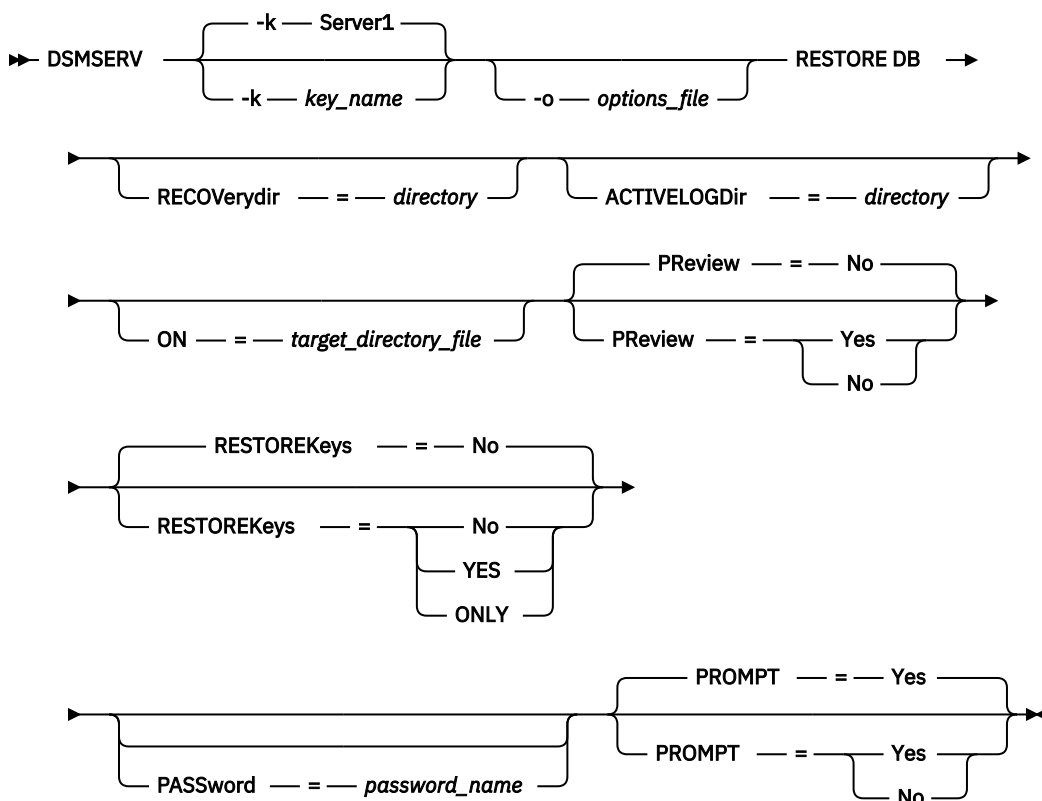 -k Server1
DSMSERV RESTORE DB
-k key_name -o options_file
RECOVerydir = directory ACTIVELOGDir = directory
PReview = No
ON = target_directory_file PReview = Yes
No
RESTOREKeys = No
RESTOREKeys = No
YES
ONLY
PROMPT = Yes
PROMPT = Yes
PASSword = password_name No